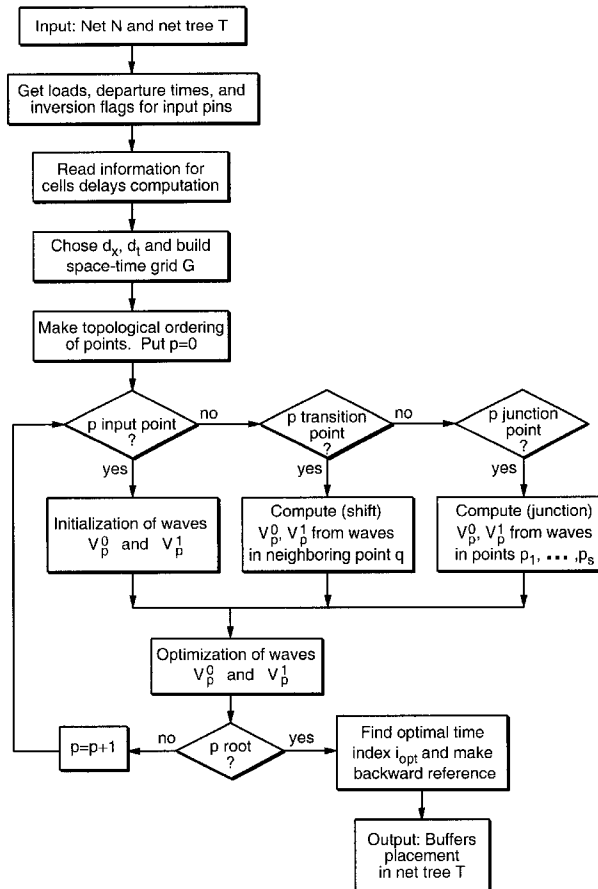 Input: Net N and net tree T
Get loads, departure times, and
inversion flags for input pins
Read information for
cells delays computation
Chose d_x, d_t and build
space-time grid G
Make topological ordering
of points. Put p=0
p input point
?
no
yes
p transition
point
?
no
yes
p junction
point
?
yes
Initialization of waves
V_p^0 and V_p^1
Compute (shift)
V_p^0, V_p^1 from waves
in neighboring point q
Compute (junction)
V_p^0, V_p^1 from waves
in points p_1, ... ,p_s
Optimization of waves
V_p^0 and V_p^1
p root
?
no
yes
p=p+1
Find optimal time
index i_opt and make
backward reference
Output: Buffers
placement
in net tree T